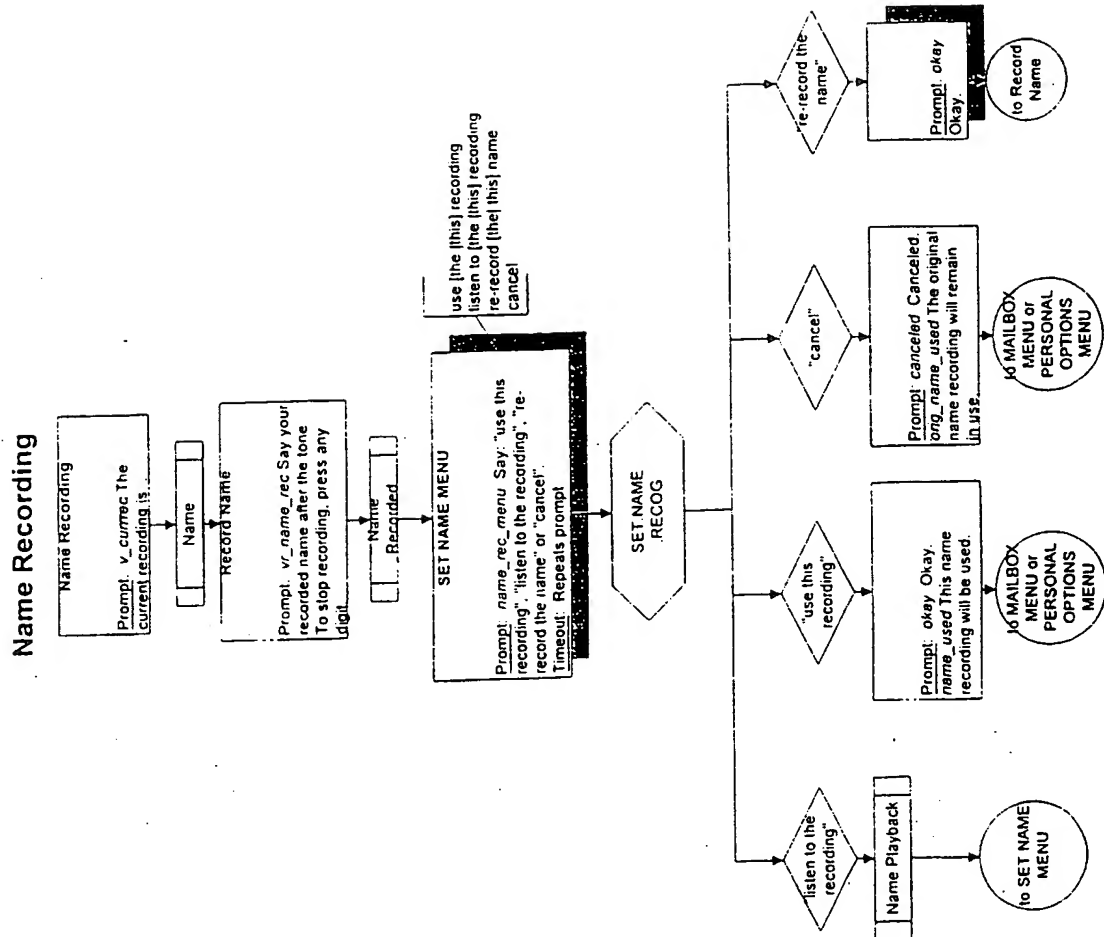 Name Recording
Name Recording
Prompt: v_currrec The
current recording is...
Name
Record Name
Prompt: vr_name_rec Say your
recorded name after the tone
To stop recording, press any
digit
Name
Recorded
SET NAME MENU
Prompt: name_rec_menu Say: "use this
recording", "listen to the recording", "re-
record the name" or "cancel".
Timeout: Repeats prompt
use [the |this] recording
listen to [the |this] recording
re-record [the| this] name
cancel
SET.NAME
.RECOG
"listen to the
recording"
Name Playback
to SET NAME
MENU
"use this
recording"
Prompt: okay Okay.
name_used This name
recording will be used.
to MAILBOX
MENU or
PERSONAL
OPTIONS
MENU
"cancel"
Prompt: canceled Canceled.
orig_name_used The original
name recording will remain
in use
to MAILBOX
MENU or
PERSONAL
OPTIONS
MENU
"re-record the
name"
Prompt: okay
Okay.
to Record
Name